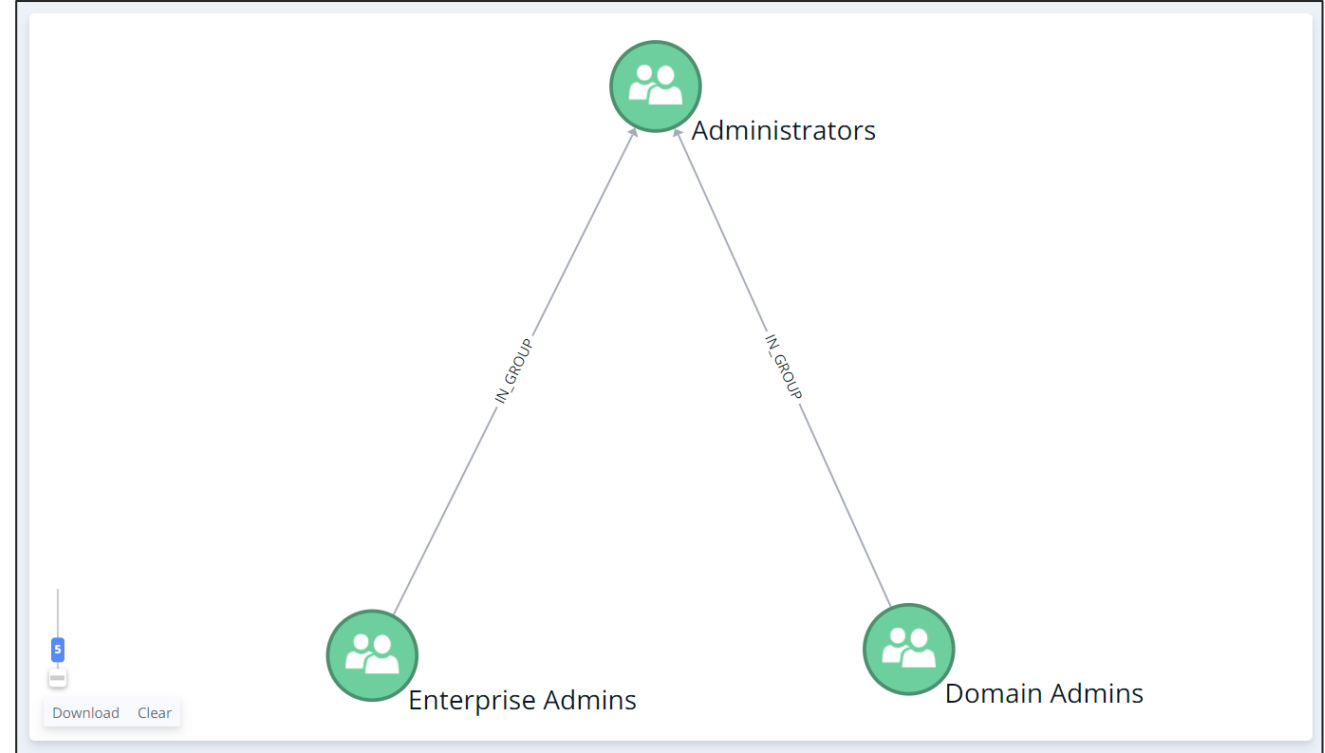 Administrators
IN_GROUP
IN_GROUP
5
Enterprise Admins
Domain Admins
Download
Clear